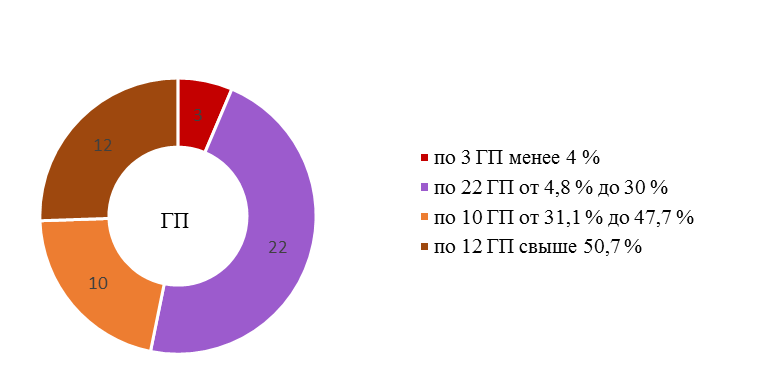 3
12
22
10
ГП
по 3 ГП менее 4 %
по 22 ГП от 4,8 % до 30 %
по 10 ГП от 31,1 % до 47,7 %
по 12 ГП свыше 50,7 %